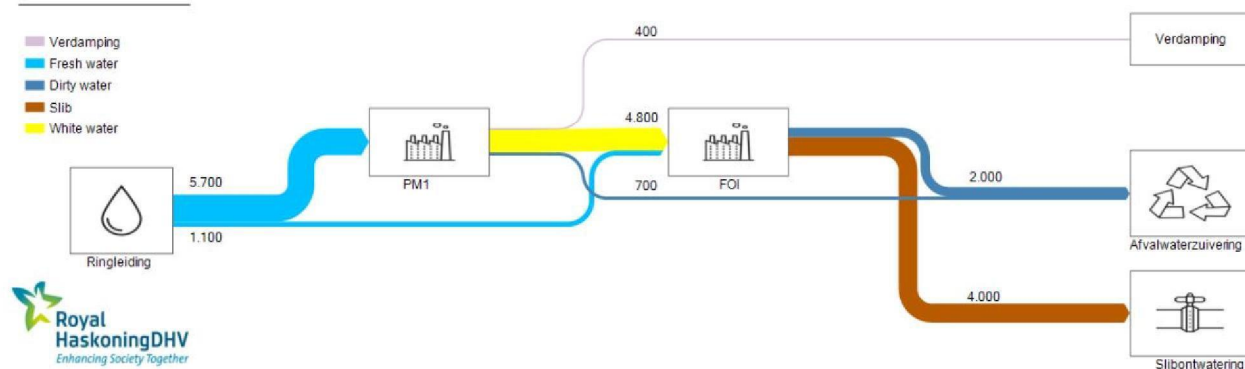 Verdamping
Fresh water
Dirty water
Slib
White water
400
Verdamping
4.800
PM1
FOI
5.700
1.100
Ringleiding
700
2.000
Afvalwaterzuivering
4.000
Slibontwatering
Royal
HaskoningDHV
Enhancing Society Together